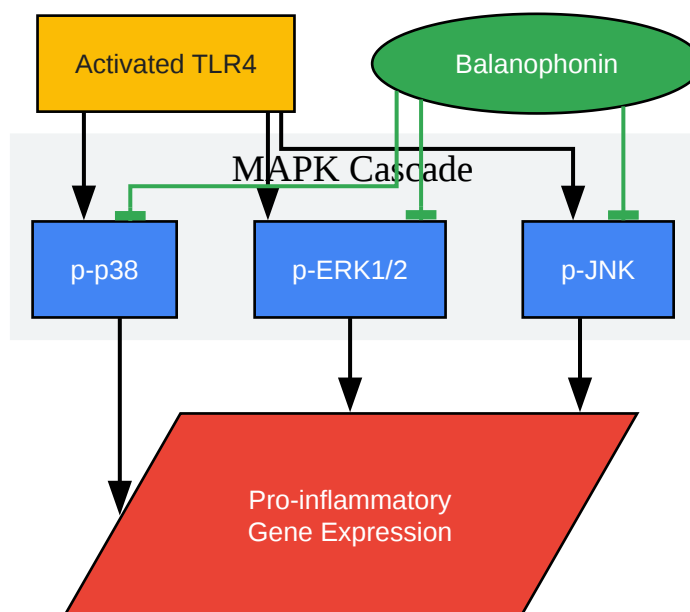 Activated TLR4
Balanophonin
MAPK Cascade
p-p38
p-ERK1/2
p-JNK
Pro-inflammatory
Gene Expression